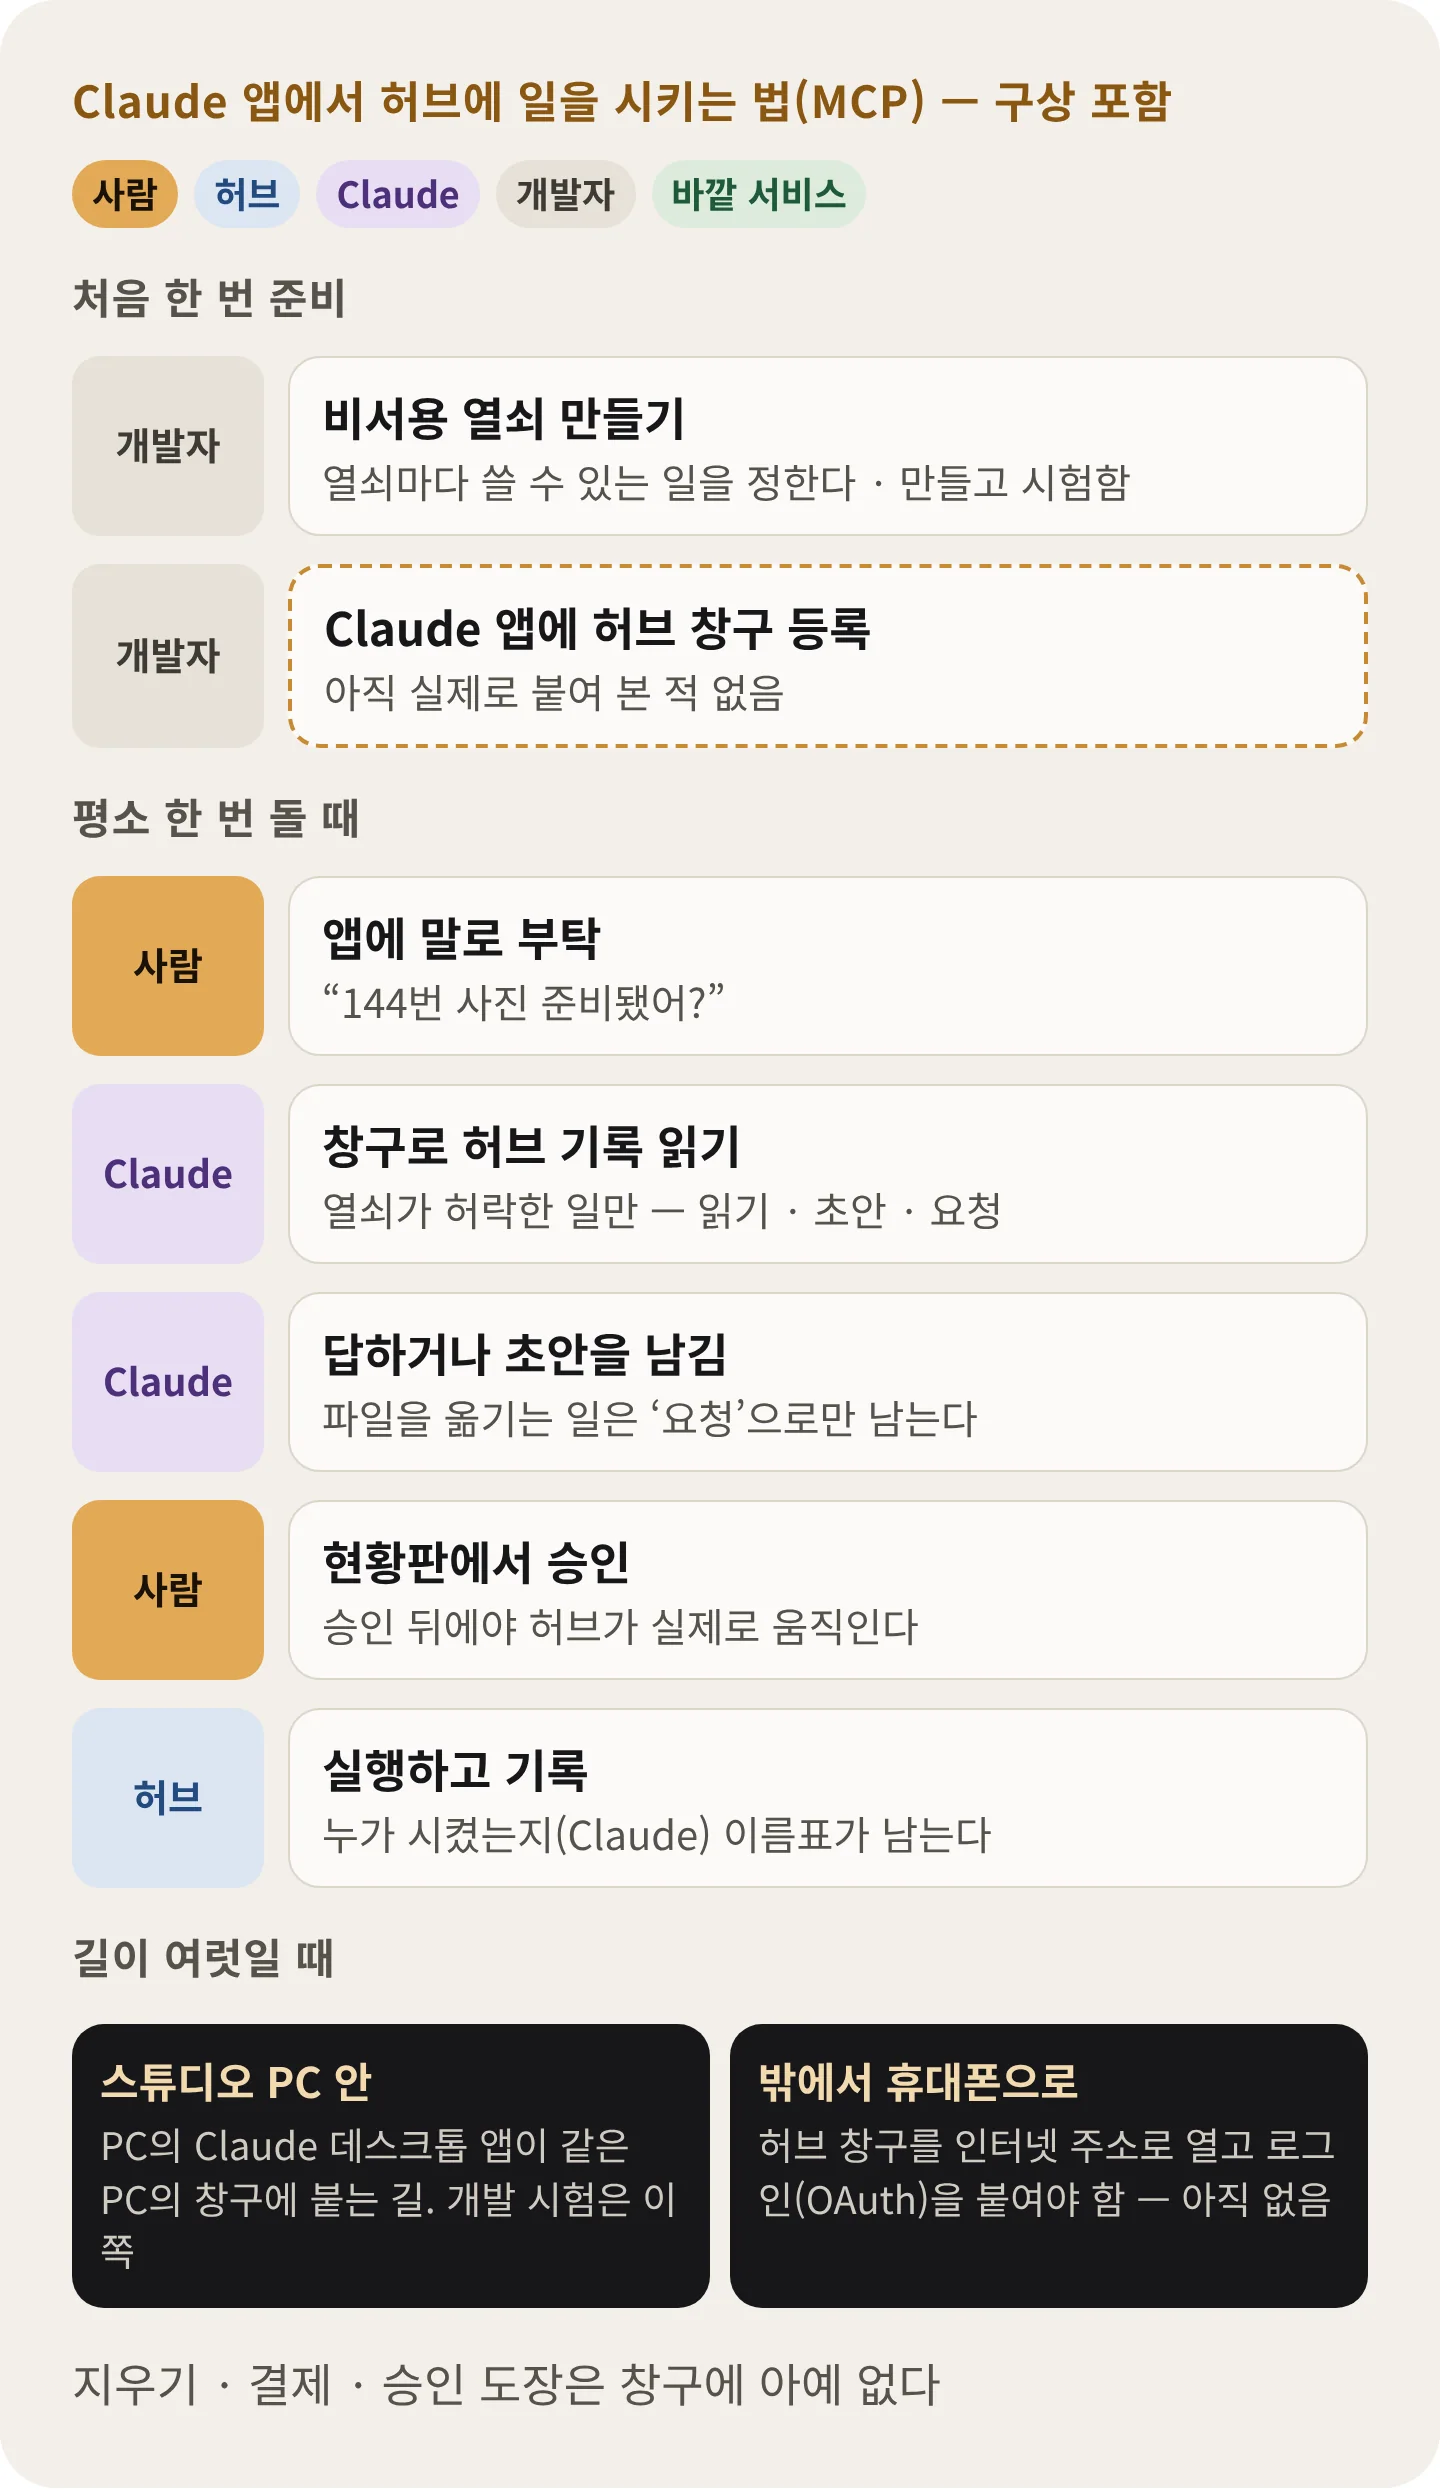 Claude 앱에서 허브에 일을 시키는 법(MCP) — 구상 포함
사람 허브 Claude 개발자 바깥 서비스
처음 한 번 준비
개발자
비서용 열쇠 만들기
열쇠마다 쓸 수 있는 일을 정한다 · 만들고 시험함
개발자
Claude 앱에 허브 창구 등록
아직 실제로 붙여 본 적 없음
평소 한 번 돌 때
사람
앱에 말로 부탁
“144번 사진 준비됐어?”
Claude
창구로 허브 기록 읽기
열쇠가 허락한 일만 — 읽기 · 초안 · 요청
Claude
답하거나 초안을 남김
파일을 옮기는 일은 ‘요청’으로만 남는다
사람
현황판에서 승인
승인 뒤에야 허브가 실제로 움직인다
허브
실행하고 기록
누가 시켰는지(Claude) 이름표가 남는다
길이 여럿일 때
스튜디오 PC 안
PC의 Claude 데스크톱 앱이 같은
PC의 창구에 붙는 길. 개발 시험은 이
쪽
밖에서 휴대폰으로
허브 창구를 인터넷 주소로 열고 로그
인(OAuth)을 붙여야 함 — 아직 없음
지우기 · 결제 · 승인 도장은 창구에 아예 없다